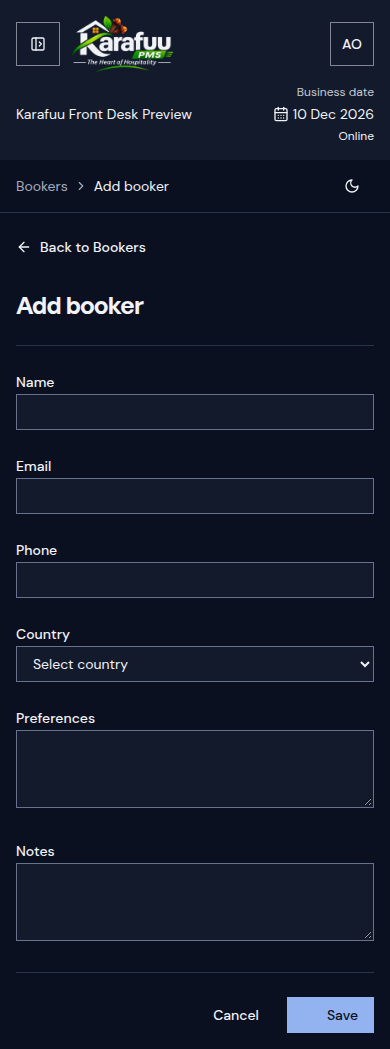 Karafuu
PMS
The Heart of Hospitality
AO
Business date
Karafuu Front Desk Preview
10 Dec 2026
Online
Bookers
Add booker
Back to Bookers
Add booker
Name
Email
Phone
Country
Select country
Preferences
Notes
Cancel
Save